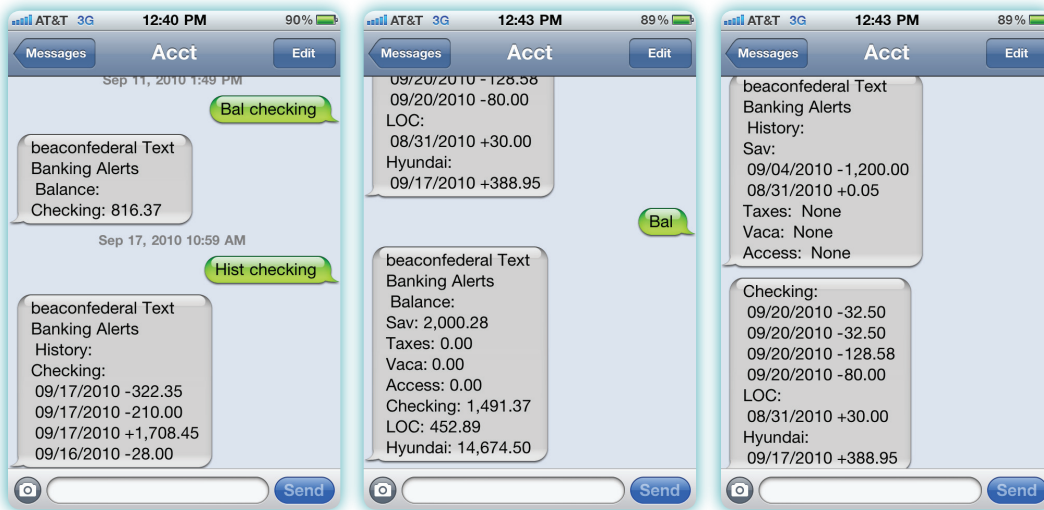 AT&T 3G 12:40 PM 90%
Messages Acct Edit
Sep 11, 2010 1:49 PM
Bal checking
beaconfederal Text
Banking Alerts
Balance:
Checking: 816.37
Sep 17, 2010 10:59 AM
Hist checking
beaconfederal Text
Banking Alerts
History:
Checking:
09/17/2010 -322.35
09/17/2010 -210.00
09/17/2010 +1,708.45
09/16/2010 -28.00
Send
AT&T 3G 12:43 PM 89%
Messages Acct Edit
09/20/2010 -128.58
09/20/2010 -80.00
LOC:
08/31/2010 +30.00
Hyundai:
09/17/2010 +388.95
Bal
beaconfederal Text
Banking Alerts
Balance:
Sav: 2,000.28
Taxes: 0.00
Vaca: 0.00
Access: 0.00
Checking: 1,491.37
LOC: 452.89
Hyundai: 14,674.50
Send
AT&T 3G 12:43 PM 89%
Messages Acct Edit
beaconfederal Text
Banking Alerts
History:
Sav:
09/04/2010 -1,200.00
08/31/2010 +0.05
Taxes: None
Vaca: None
Access: None
Checking:
09/20/2010 -32.50
09/20/2010 -32.50
09/20/2010 -128.58
09/20/2010 -80.00
LOC:
08/31/2010 +30.00
Hyundai:
09/17/2010 +388.95
Send